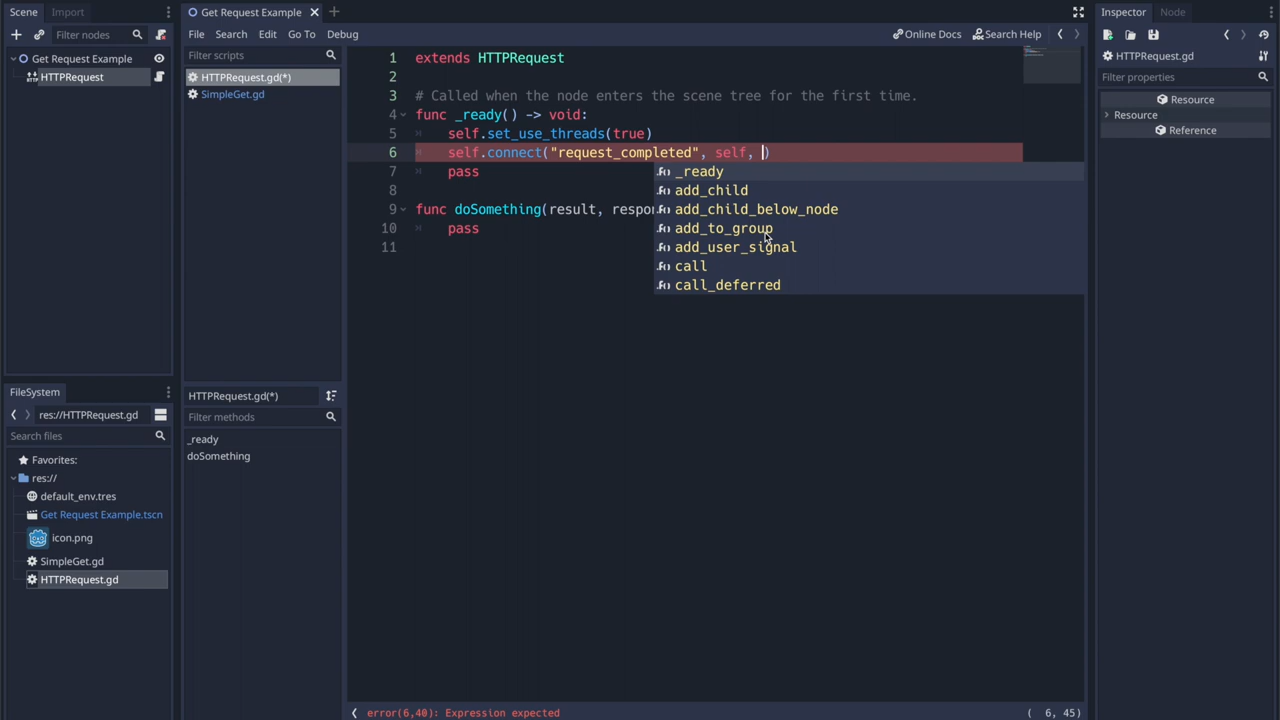 Scene
Import
Filter nodes
Get Request Example
HTTPRequest
FileSystem
res://HTTPRequest.gd
Search files
Favorites:
res://
default_env.tres
Get Request Example.tscn
icon.png
SimpleGet.gd
HTTPRequest.gd
Get Request Example
File Search Edit Go To Debug
Online Docs Search Help
Filter scripts
HTTPRequest.gd(*)
SimpleGet.gd
HTTPRequest.gd(*)
Filter methods
_ready
doSomething
1 extends HTTPRequest
2
3 # Called when the node enters the scene tree for the first time.
4 func _ready() -> void:
5 self.set_use_threads(true)
6 self.connect("request_completed", self, )
7 pass
8
9 func doSomething(result, respon
10 pass
11
_ready
add_child
add_child_below_node
add_to_group
add_user_signal
call
call_deferred
error(6,40): Expression expected
( 6, 45)
Inspector
Node
HTTPRequest.gd
Filter properties
Resource
Resource
Reference